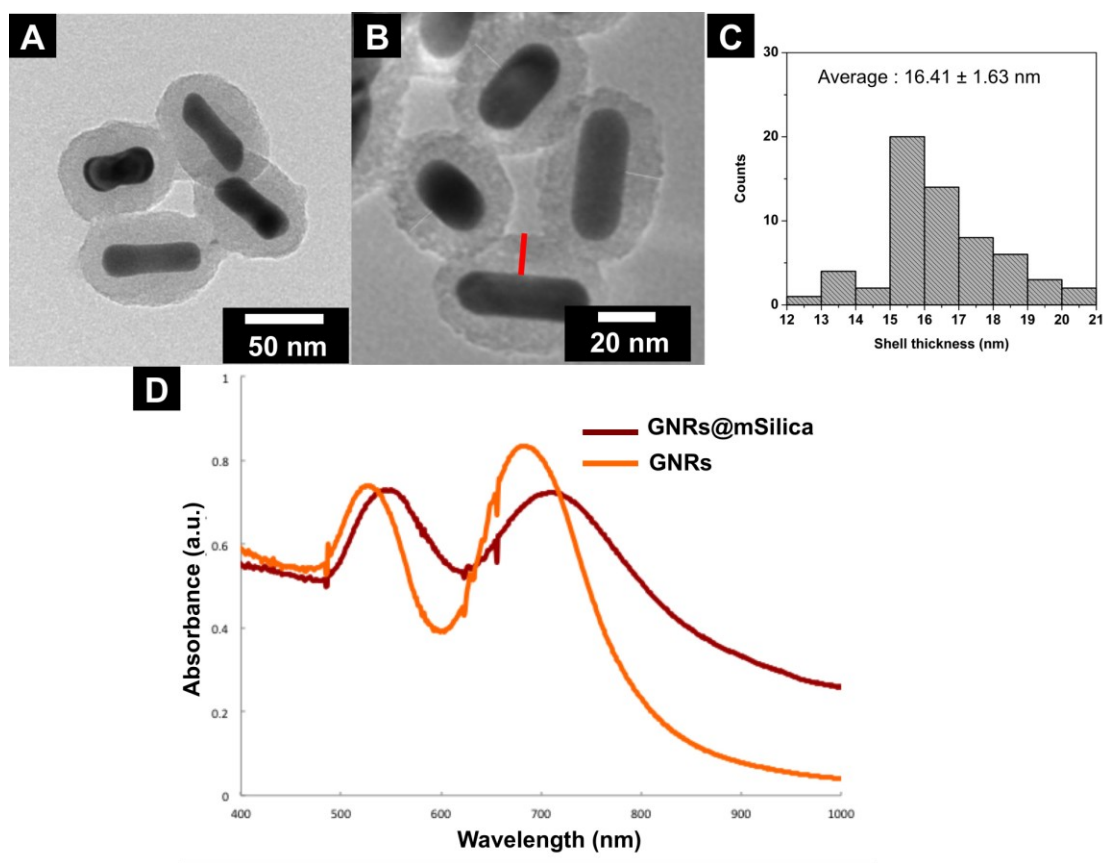 A
B
C
50 nm
20 nm
Average : 16.41 ± 1.63 nm
30
20
10
0
Counts
12 13 14 15 16 17 18 19 20 21
Shell thickness (nm)
D
GNRs@mSilica
GNRs
1
0.8
0.6
0.4
0.2
0
Absorbance (a.u.)
400 500 600 700 800 900 1000
Wavelength (nm)